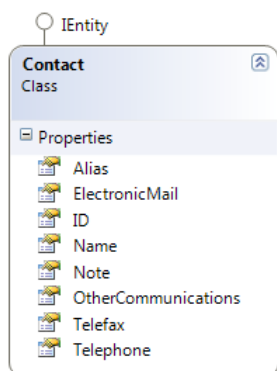 IEntity
Contact
Class
Properties
Alias
ElectronicMail
ID
Name
Note
OtherCommunications
Telefax
Telephone